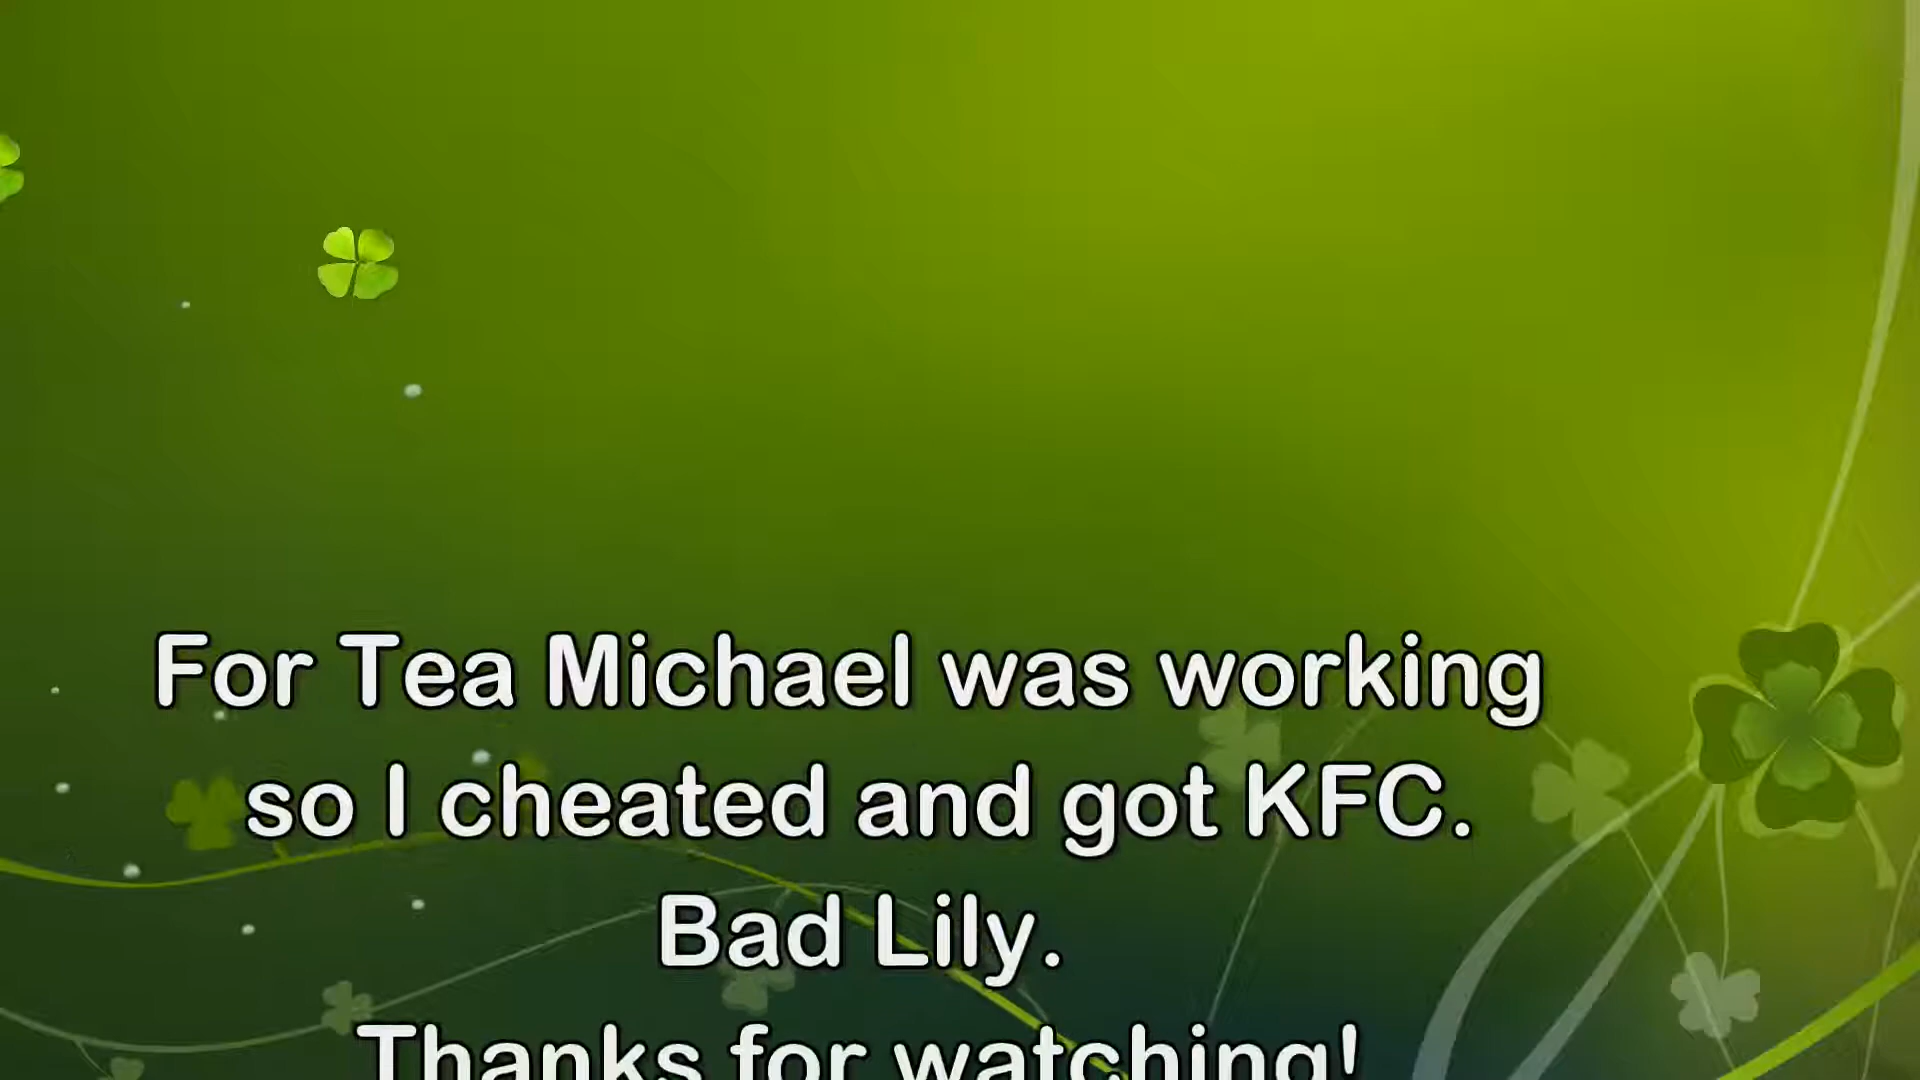 For Tea Michael was working
so I cheated and got KFC.
Bad Lily.
Thanks for watching!